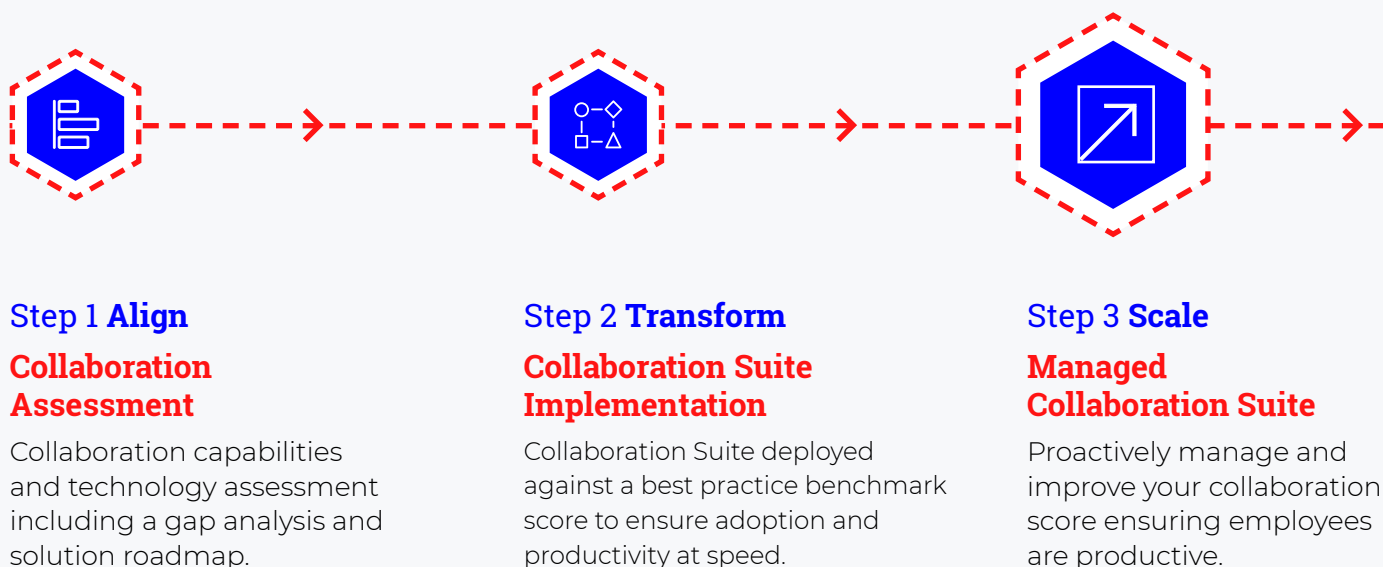 Step 1 Align
Collaboration
Assessment
Collaboration capabilities
and technology assessment
including a gap analysis and
solution roadmap.
Step 2 Transform
Collaboration Suite
Implementation
Collaboration Suite deployed
against a best practice benchmark
score to ensure adoption and
productivity at speed.
Step 3 Scale
Managed
Collaboration Suite
Proactively manage and
improve your collaboration
score ensuring employees
are productive.